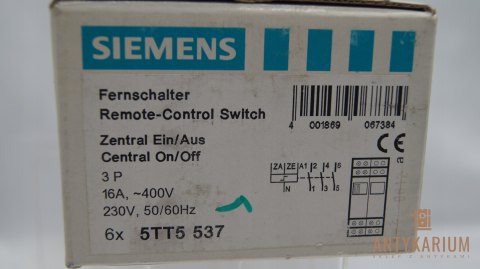 SIEMENS
Fernschalter
Remote-Control Switch
Zentral Ein/Aus
Central On/Off
3 P
16A, ~400V
230V, 50/60Hz
6x 5TT5 537
4 001869 067384
CE
a
ZA ZE A1 2 4 6
N 1 3 5
ARTYKARIUM